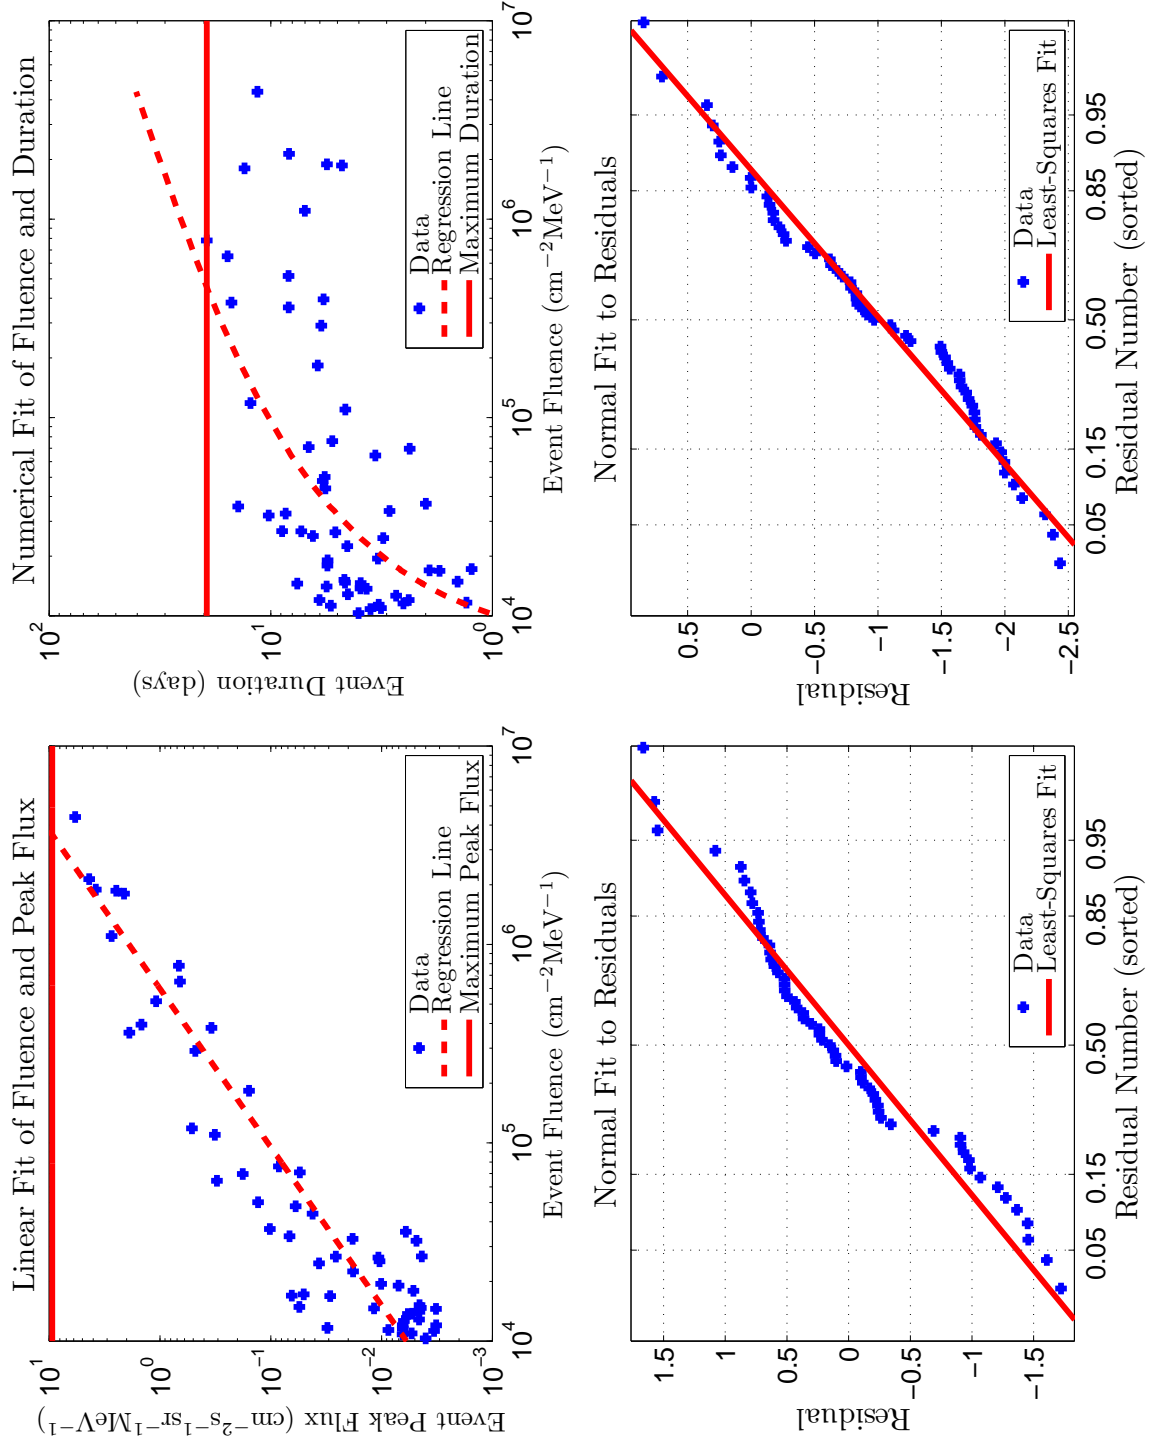 Linear Fit of Fluence and Peak Flux
10¹
10⁰
10⁻¹
10⁻²
10⁻³
Event Peak Flux (cm⁻²s⁻¹sr⁻¹MeV⁻¹)
10⁴ 10⁵ 10⁶ 10⁷
Event Fluence (cm⁻²MeV⁻¹)
Data
Regression Line
Maximum Peak Flux
Numerical Fit of Fluence and Duration
10²
10¹
10⁰
Event Duration (days)
10⁴ 10⁵ 10⁶ 10⁷
Event Fluence (cm⁻²MeV⁻¹)
Data
Regression Line
Maximum Duration
Normal Fit to Residuals
1.5
1
0.5
0
−0.5
−1
−1.5
Residual
0.05 0.15 0.50 0.85 0.95
Residual Number (sorted)
Data
Least-Squares Fit
Normal Fit to Residuals
0.5
0
−0.5
−1
−1.5
−2
−2.5
Residual
0.05 0.15 0.50 0.85 0.95
Residual Number (sorted)
Data
Least-Squares Fit